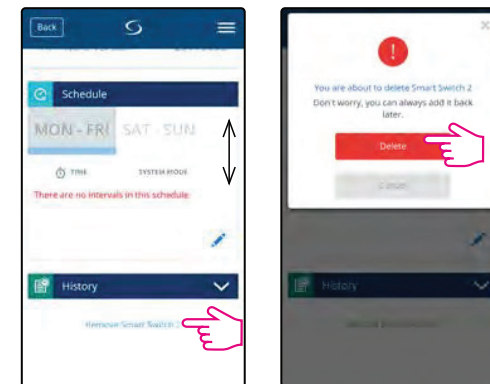 Back
Schedule
MON - FRI SAT - SUN
TIME SYSTEM MODE
There are no intervals in this schedule
History
Remove Smart Switch 2
You are about to delete Smart Switch 2
Don't worry, you can always add it back
later.
Delete
Cancel
History